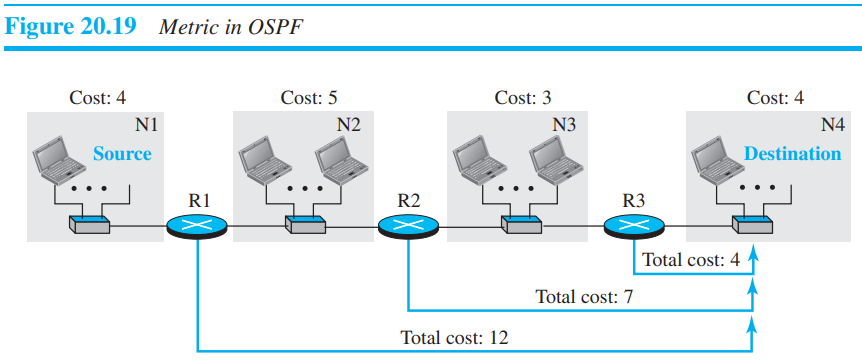 Figure 20.19 Metric in OSPF
Cost: 4 Cost: 5 Cost: 3 Cost: 4
N1 N2 N3 N4
Source Destination
R1 R2 R3
Total cost: 4
Total cost: 7
Total cost: 12